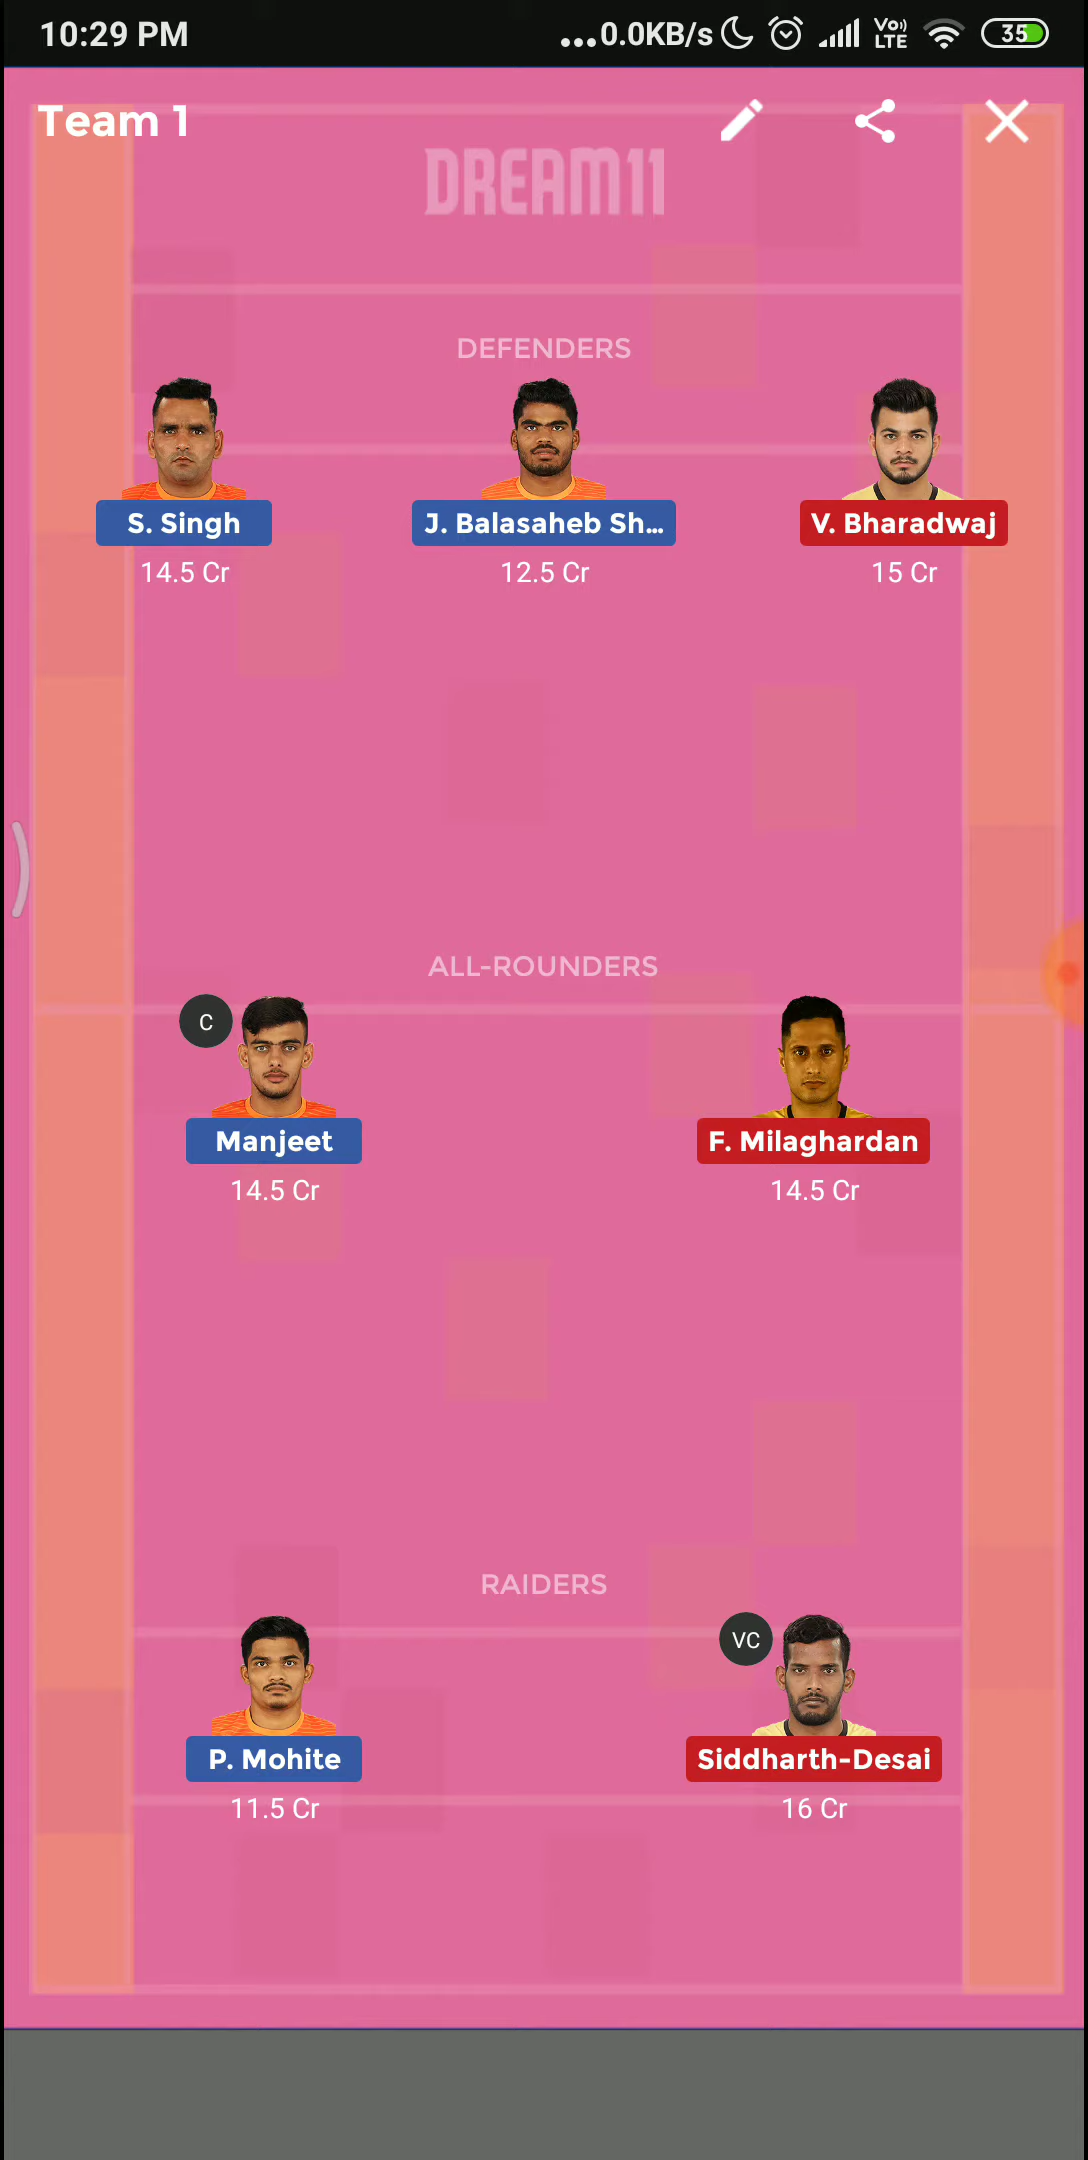 10:29 PM
...0.0KB/s Vo)) LTE 35
Team 1
DREAM11
DEFENDERS
S. Singh J. Balasaheb Sh... V. Bharadwaj
14.5 Cr 12.5 Cr 15 Cr
ALL-ROUNDERS
C
Manjeet F. Milaghardan
14.5 Cr 14.5 Cr
RAIDERS
VC
P. Mohite Siddharth-Desai
11.5 Cr 16 Cr